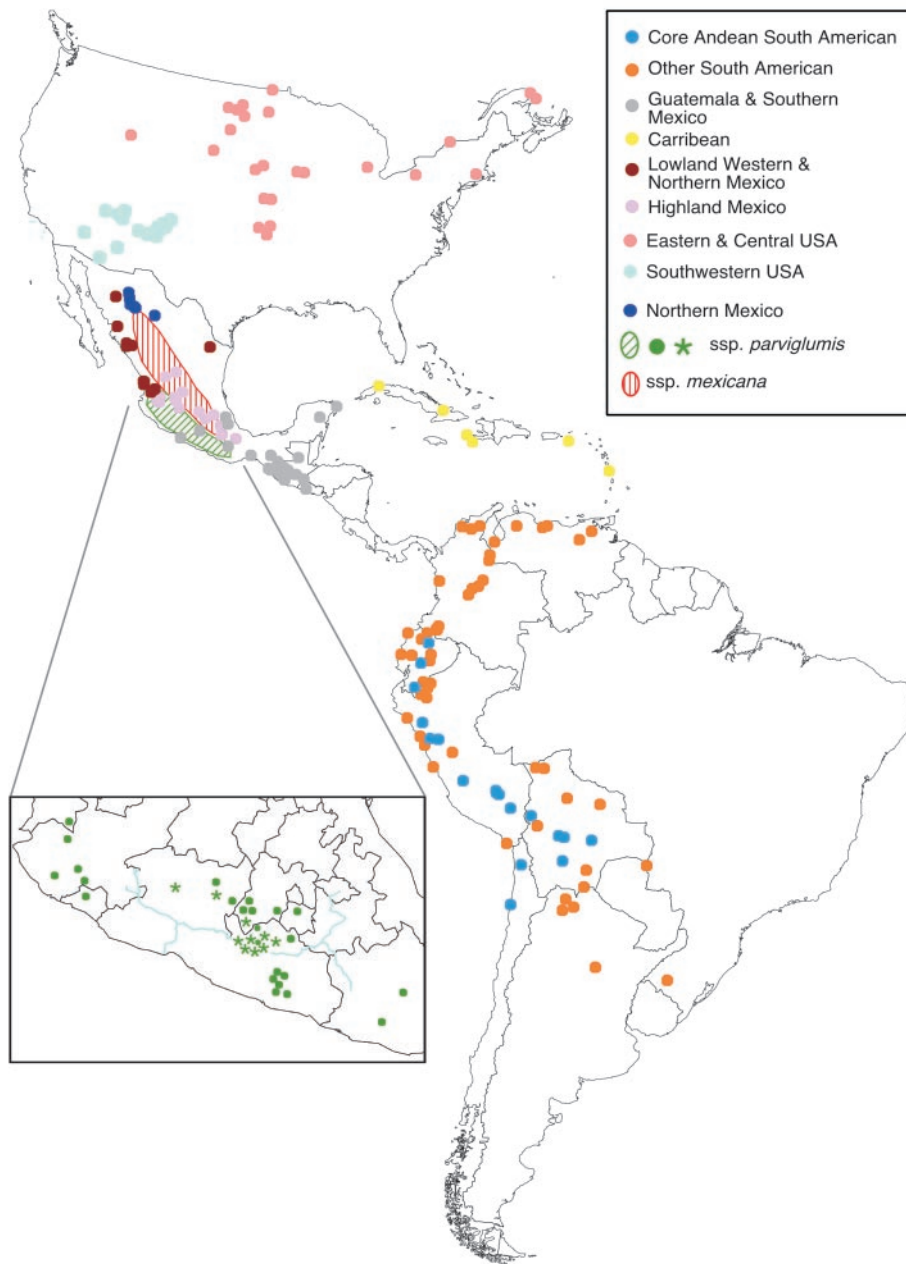 Core Andean South American
Other South American
Guatemala & Southern
Mexico
Carribean
Lowland Western &
Northern Mexico
Highland Mexico
Eastern & Central USA
Southwestern USA
Northern Mexico
ssp. parviglumis
ssp. mexicana